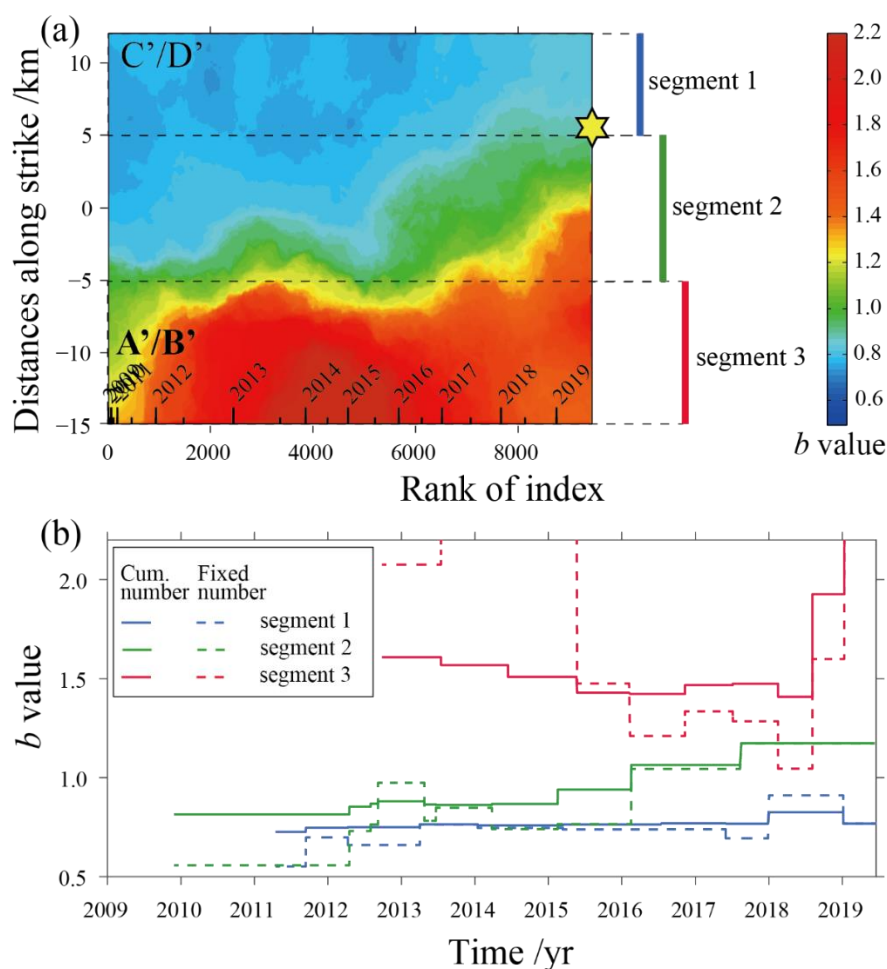 (a)
C’/D’
A’/B’
Distances along strike /km
10
5
0
−5
−10
−15
2009
2011
2012
2013
2014
2015
2016
2017
2018
2019
0
2000
4000
6000
8000
Rank of index
segment 1
segment 2
segment 3
2.2
2.0
1.8
1.6
1.4
1.2
1.0
0.8
0.6
b value
(b)
Cum. number
Fixed number
segment 1
segment 2
segment 3
b value
2.0
1.5
1.0
0.5
2009
2010
2011
2012
2013
2014
2015
2016
2017
2018
2019
Time /yr